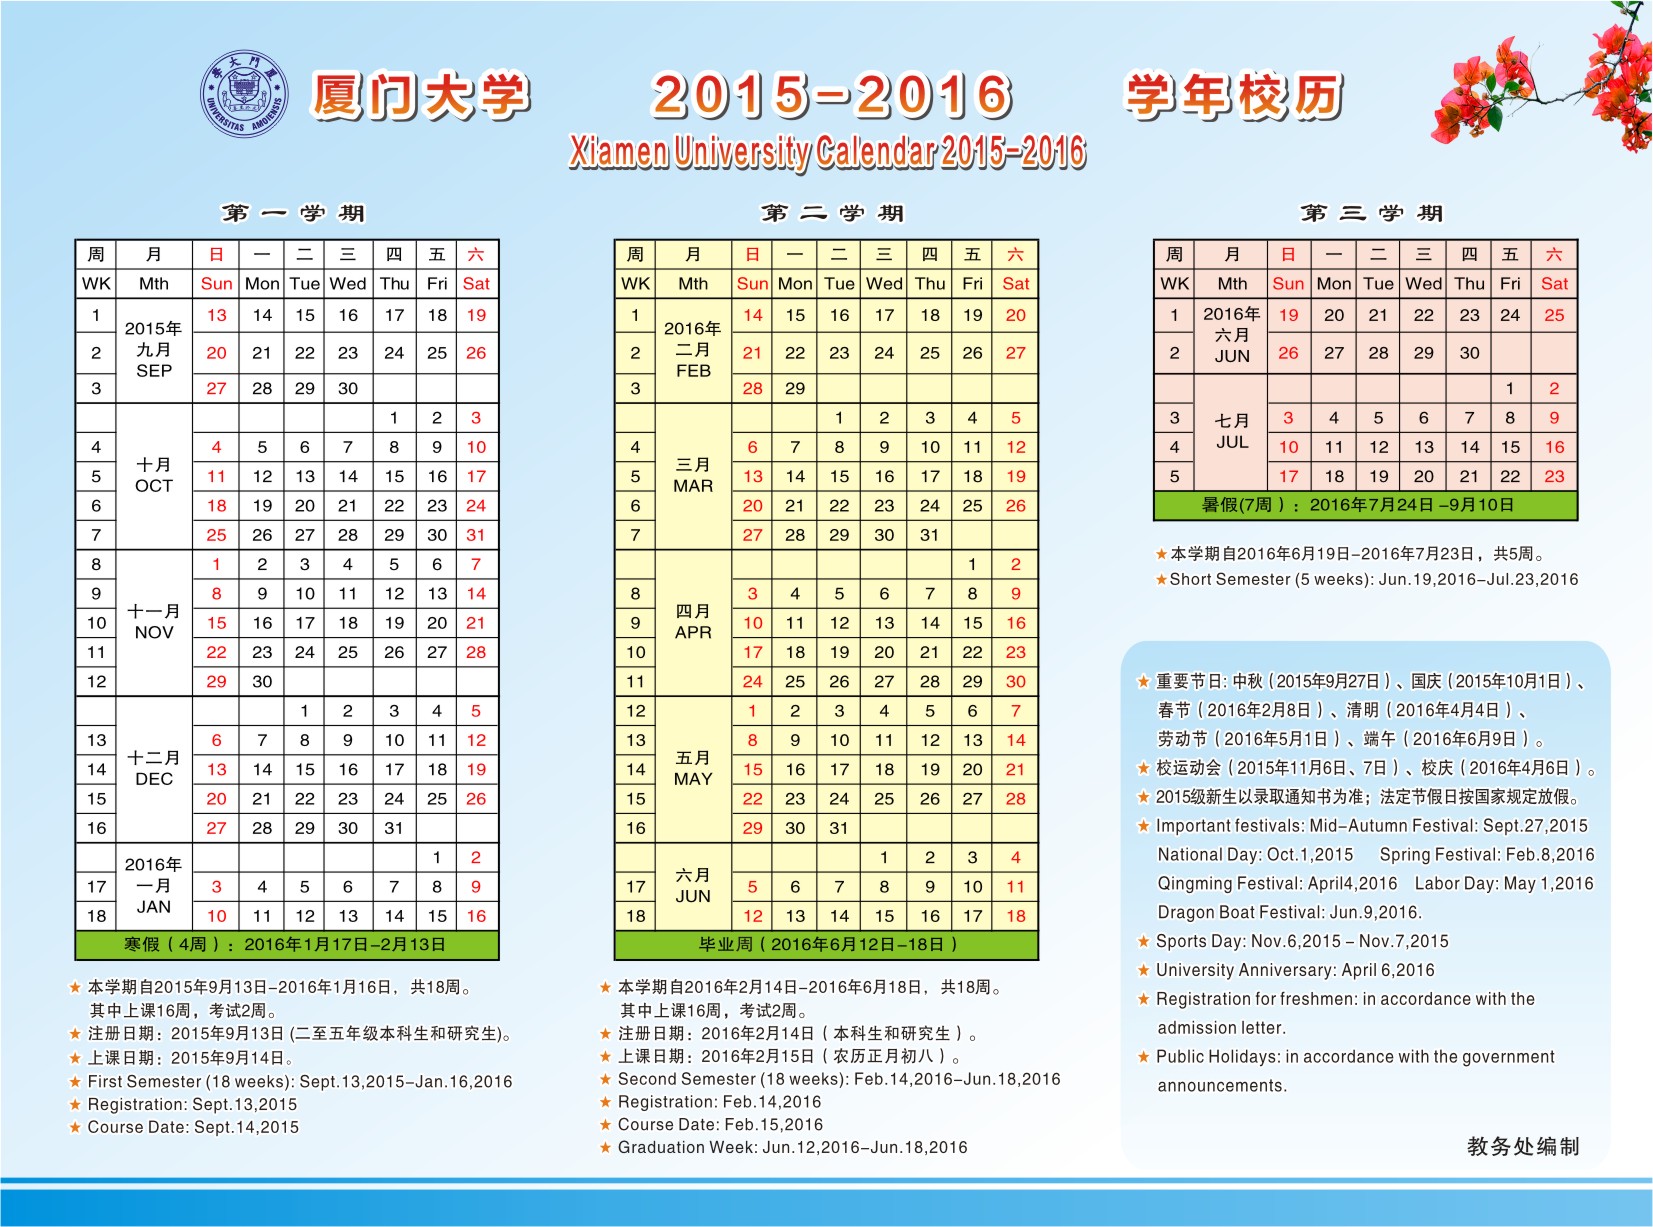 學大門厦
UNIVERSITAS AMOIENSIS
厦门大学 2015-2016 学年校历
Xiamen University Calendar 2015-2016
第一学期
周 月 日 一 二 三 四 五 六
WK Mth Sun Mon Tue Wed Thu Fri Sat
2015年
九月
SEP
1 13 14 15 16 17 18 19
2 20 21 22 23 24 25 26
3 27 28 29 30
十月
OCT
1 2 3
4 4 5 6 7 8 9 10
5 11 12 13 14 15 16 17
6 18 19 20 21 22 23 24
7 25 26 27 28 29 30 31
十一月
NOV
8 1 2 3 4 5 6 7
9 8 9 10 11 12 13 14
10 15 16 17 18 19 20 21
11 22 23 24 25 26 27 28
12 29 30
十二月
DEC
1 2 3 4 5
13 6 7 8 9 10 11 12
14 13 14 15 16 17 18 19
15 20 21 22 23 24 25 26
16 27 28 29 30 31
2016年
一月
JAN
1 2
17 3 4 5 6 7 8 9
18 10 11 12 13 14 15 16
寒假（4周）：2016年1月17日-2月13日
★ 本学期自2015年9月13日-2016年1月16日，共18周。
其中上课16周，考试2周。
★ 注册日期：2015年9月13日 (二至五年级本科生和研究生)。
★ 上课日期：2015年9月14日。
★ First Semester (18 weeks): Sept.13,2015-Jan.16,2016
★ Registration: Sept.13,2015
★ Course Date: Sept.14,2015
第二学期
周 月 日 一 二 三 四 五 六
WK Mth Sun Mon Tue Wed Thu Fri Sat
2016年
二月
FEB
1 14 15 16 17 18 19 20
2 21 22 23 24 25 26 27
3 28 29
三月
MAR
1 2 3 4 5
4 6 7 8 9 10 11 12
5 13 14 15 16 17 18 19
6 20 21 22 23 24 25 26
7 27 28 29 30 31
四月
APR
1 2
8 3 4 5 6 7 8 9
9 10 11 12 13 14 15 16
10 17 18 19 20 21 22 23
11 24 25 26 27 28 29 30
五月
MAY
12 1 2 3 4 5 6 7
13 8 9 10 11 12 13 14
14 15 16 17 18 19 20 21
15 22 23 24 25 26 27 28
16 29 30 31
六月
JUN
1 2 3 4
17 5 6 7 8 9 10 11
18 12 13 14 15 16 17 18
毕业周（2016年6月12日-18日）
★ 本学期自2016年2月14日-2016年6月18日，共18周。
其中上课16周，考试2周。
★ 注册日期：2016年2月14日（本科生和研究生）。
★ 上课日期：2016年2月15日（农历正月初八）。
★ Second Semester (18 weeks): Feb.14,2016-Jun.18,2016
★ Registration: Feb.14,2016
★ Course Date: Feb.15,2016
★ Graduation Week: Jun.12,2016-Jun.18,2016
第三学期
周 月 日 一 二 三 四 五 六
WK Mth Sun Mon Tue Wed Thu Fri Sat
2016年
六月
JUN
1 19 20 21 22 23 24 25
2 26 27 28 29 30
七月
JUL
1 2
3 3 4 5 6 7 8 9
4 10 11 12 13 14 15 16
5 17 18 19 20 21 22 23
暑假(7周）：2016年7月24日-9月10日
★本学期自2016年6月19日-2016年7月23日，共5周。
★Short Semester (5 weeks): Jun.19,2016-Jul.23,2016
★ 重要节日: 中秋（2015年9月27日）、国庆（2015年10月1日）、
春节（2016年2月8日）、清明（2016年4月4日）、
劳动节（2016年5月1日）、端午（2016年6月9日）。
★ 校运动会（2015年11月6日、7日）、校庆（2016年4月6日）。
★ 2015级新生以录取通知书为准；法定节假日按国家规定放假。
★ Important festivals: Mid-Autumn Festival: Sept.27,2015
National Day: Oct.1,2015 Spring Festival: Feb.8,2016
Qingming Festival: April4,2016 Labor Day: May 1,2016
Dragon Boat Festival: Jun.9,2016.
★ Sports Day: Nov.6,2015 - Nov.7,2015
★ University Anniversary: April 6,2016
★ Registration for freshmen: in accordance with the
admission letter.
★ Public Holidays: in accordance with the government
announcements.
教务处编制